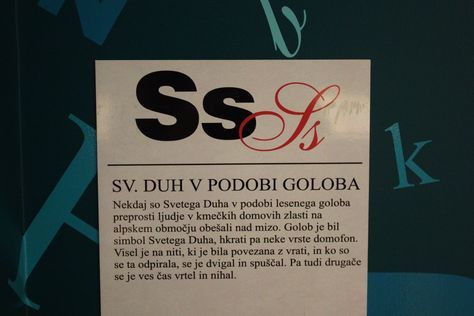 Ss Ss
SV. DUH V PODOBI GOLOBA
Nekdaj so Svetega Duha v podobi lesenega goloba
preprosti ljudje v kmečkih domovih zlasti na
alpskem območju obešali nad mizo. Golob je bil
simbol Svetega Duha, hkrati pa neke vrste domofon.
Visel je na niti, ki je bila povezana z vrati, in ko so
se ta odpirala, se je dvigal in spuščal. Pa tudi drugače
se je ves čas vrtel in nihal.
b
k